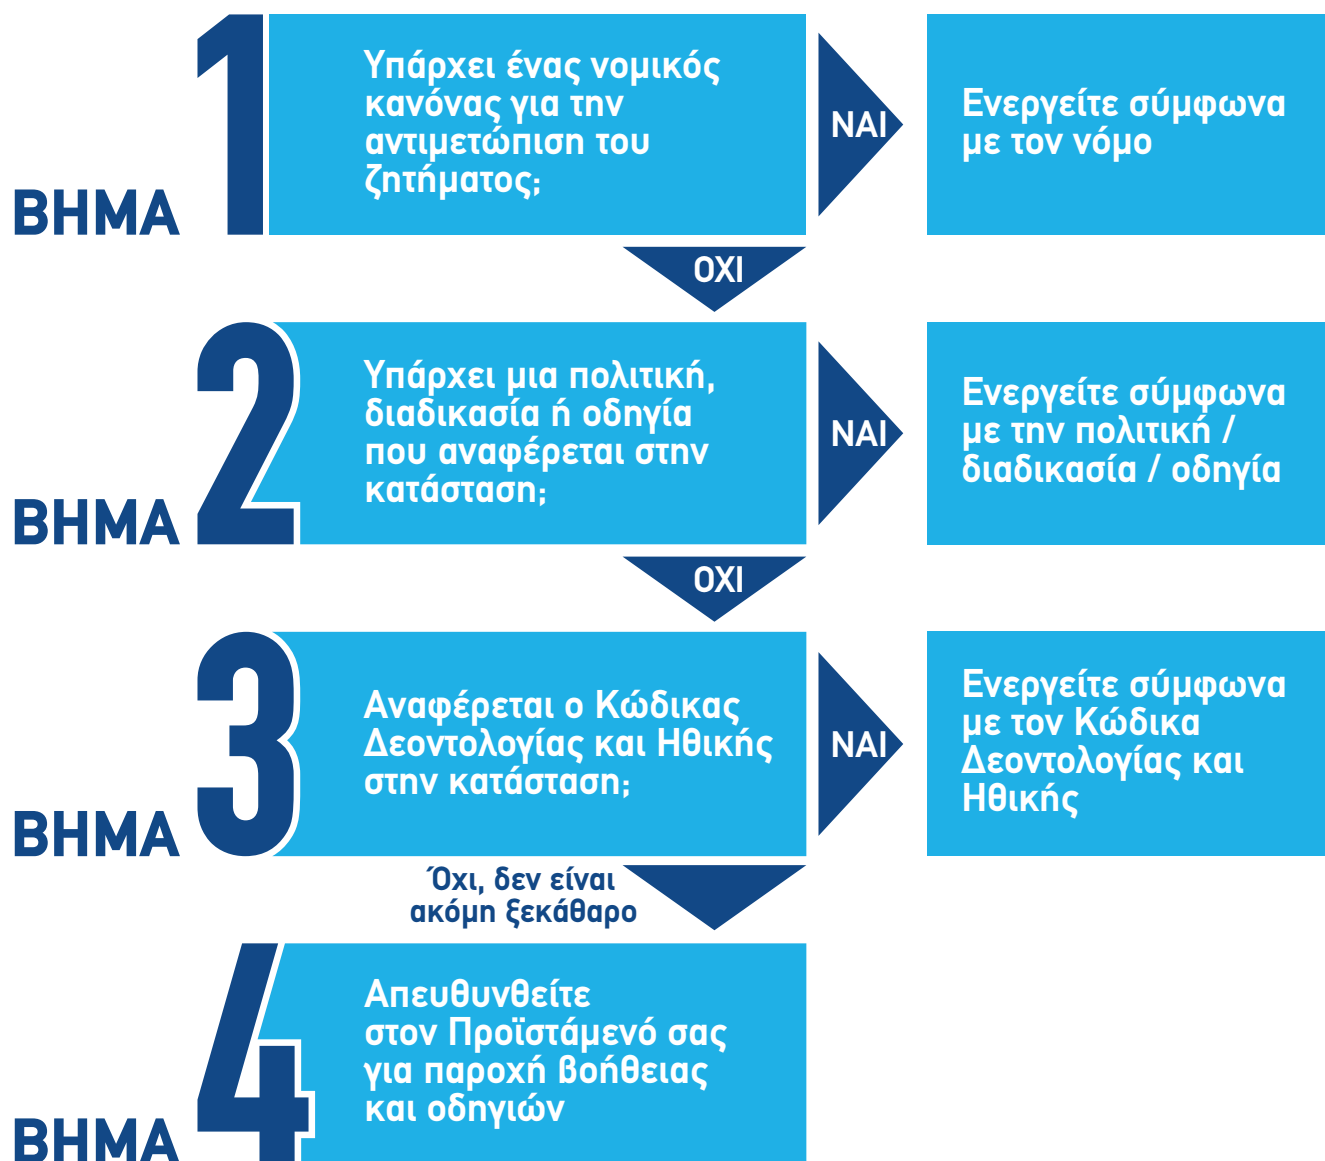 ΒΗΜΑ 1
Υπάρχει ένας νομικός
κανόνας για την
αντιμετώπιση του
ζητήματος;
ΝΑΙ
Ενεργείτε σύμφωνα
με τον νόμο
ΟΧΙ
ΒΗΜΑ 2
Υπάρχει μια πολιτική,
διαδικασία ή οδηγία
που αναφέρεται στην
κατάσταση;
ΝΑΙ
Ενεργείτε σύμφωνα
με την πολιτική /
διαδικασία / οδηγία
ΟΧΙ
ΒΗΜΑ 3
Αναφέρεται ο Κώδικας
Δεοντολογίας και Ηθικής
στην κατάσταση;
ΝΑΙ
Ενεργείτε σύμφωνα
με τον Κώδικα
Δεοντολογίας και
Ηθικής
Όχι, δεν είναι
ακόμη ξεκάθαρο
ΒΗΜΑ 4
Απευθυνθείτε
στον Προϊστάμενό σας
για παροχή βοήθειας
και οδηγιών